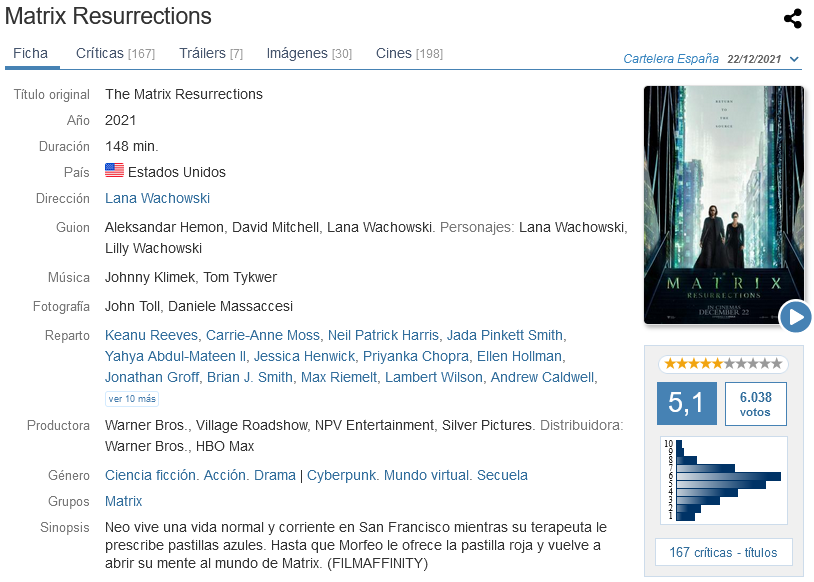 Matrix Resurrections
Ficha Críticas [167] Tráilers [7] Imágenes [30] Cines [198]
Cartelera España 22/12/2021
Título original The Matrix Resurrections
Año 2021
Duración 148 min.
País Estados Unidos
Dirección Lana Wachowski
Guion Aleksandar Hemon, David Mitchell, Lana Wachowski. Personajes: Lana Wachowski,
Lilly Wachowski
Música Johnny Klimek, Tom Tykwer
Fotografía John Toll, Daniele Massaccesi
Reparto Keanu Reeves, Carrie-Anne Moss, Neil Patrick Harris, Jada Pinkett Smith,
Yahya Abdul-Mateen II, Jessica Henwick, Priyanka Chopra, Ellen Hollman,
Jonathan Groff, Brian J. Smith, Max Riemelt, Lambert Wilson, Andrew Caldwell,
ver 10 más
Productora Warner Bros., Village Roadshow, NPV Entertainment, Silver Pictures. Distribuidora:
Warner Bros., HBO Max
Género Ciencia ficción. Acción. Drama | Cyberpunk. Mundo virtual. Secuela
Grupos Matrix
Sinopsis Neo vive una vida normal y corriente en San Francisco mientras su terapeuta le
prescribe pastillas azules. Hasta que Morfeo le ofrece la pastilla roja y vuelve a
abrir su mente al mundo de Matrix. (FILMAFFINITY)
RETURN
TO
THE
SOURCE
THE
MATRIX
RESURRECTIONS
IN CINEMAS
DECEMBER 22
5,1
6.038
votos
10
9
8
7
6
5
4
3
2
1
167 críticas - títulos